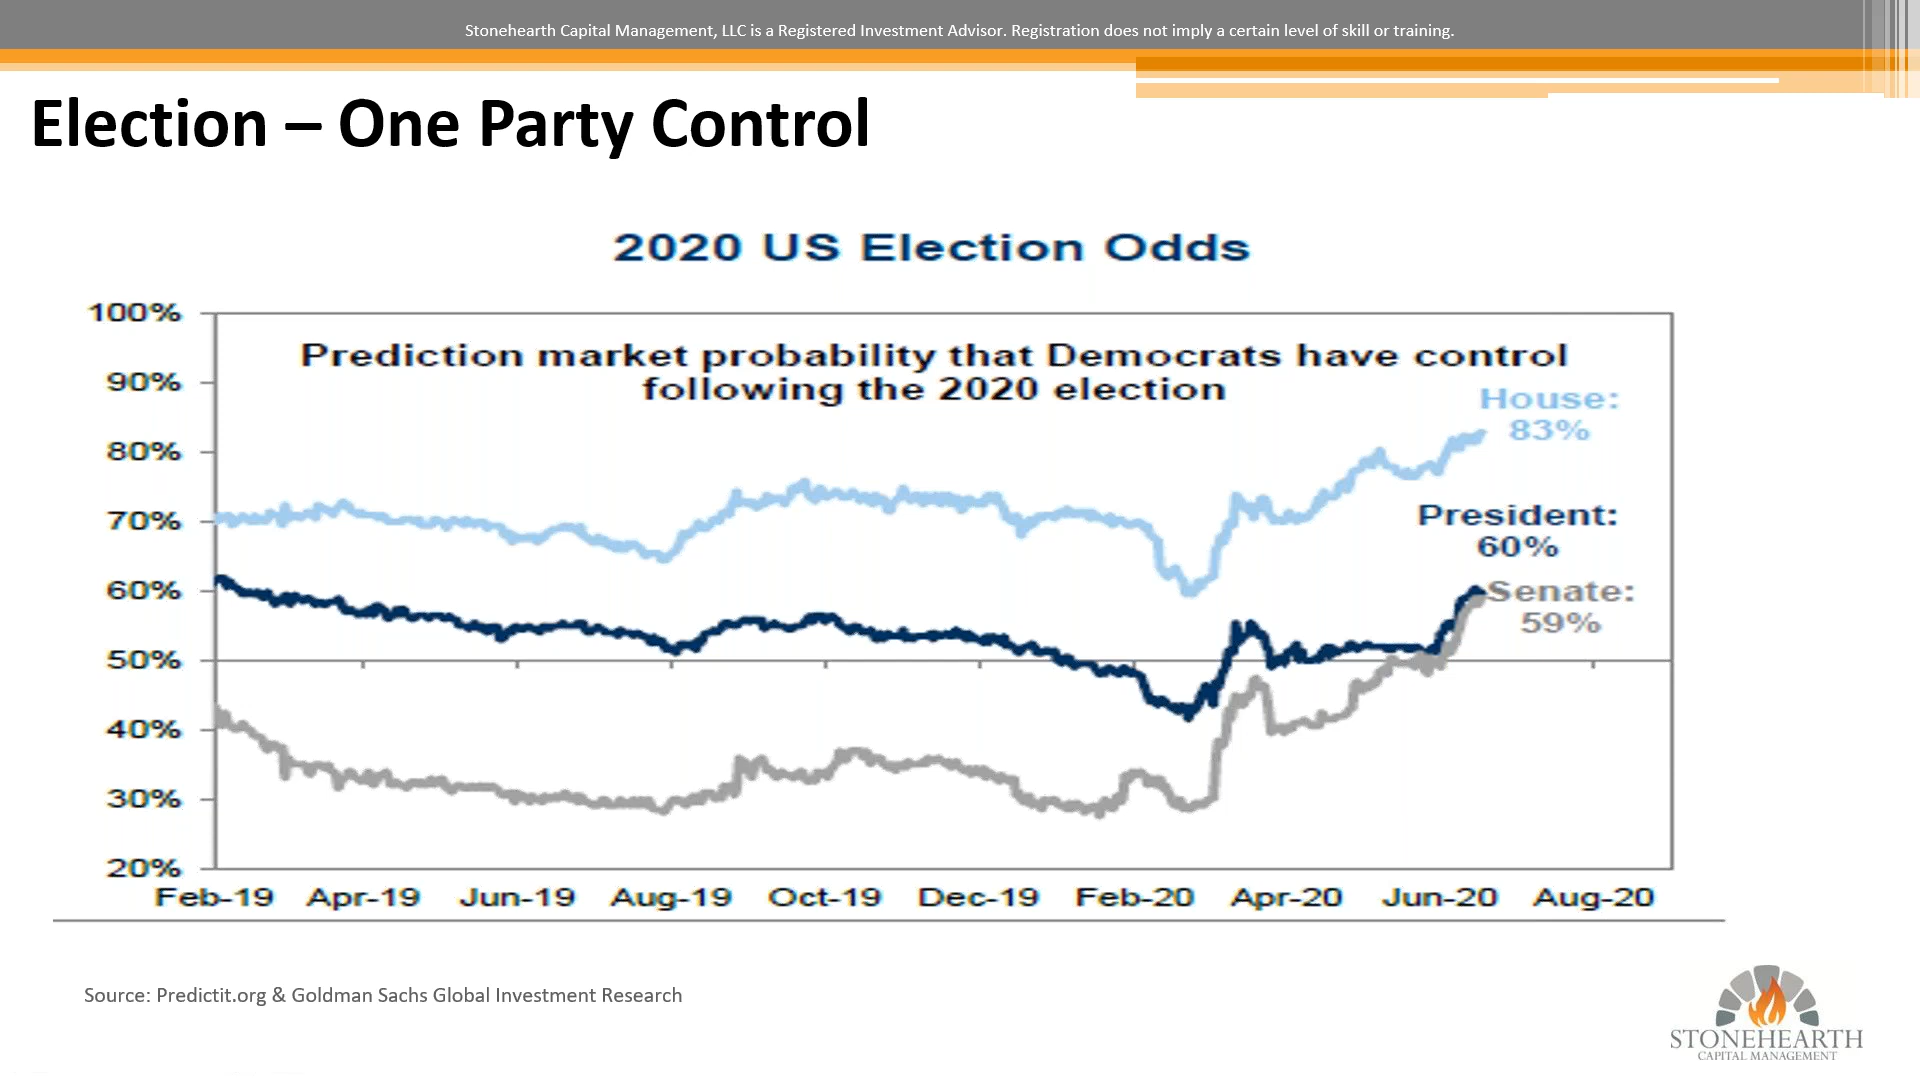 Stonehearth Capital Management, LLC is a Registered Investment Advisor. Registration does not imply a certain level of skill or training.
Election – One Party Control
2020 US Election Odds
Prediction market probability that Democrats have control
following the 2020 election
House:
83%
President:
60%
Senate:
59%
100%
90%
80%
70%
60%
50%
40%
30%
20%
Feb-19 Apr-19 Jun-19 Aug-19 Oct-19 Dec-19 Feb-20 Apr-20 Jun-20 Aug-20
Source: Predictit.org & Goldman Sachs Global Investment Research
STONEHEARTH
CAPITAL MANAGEMENT